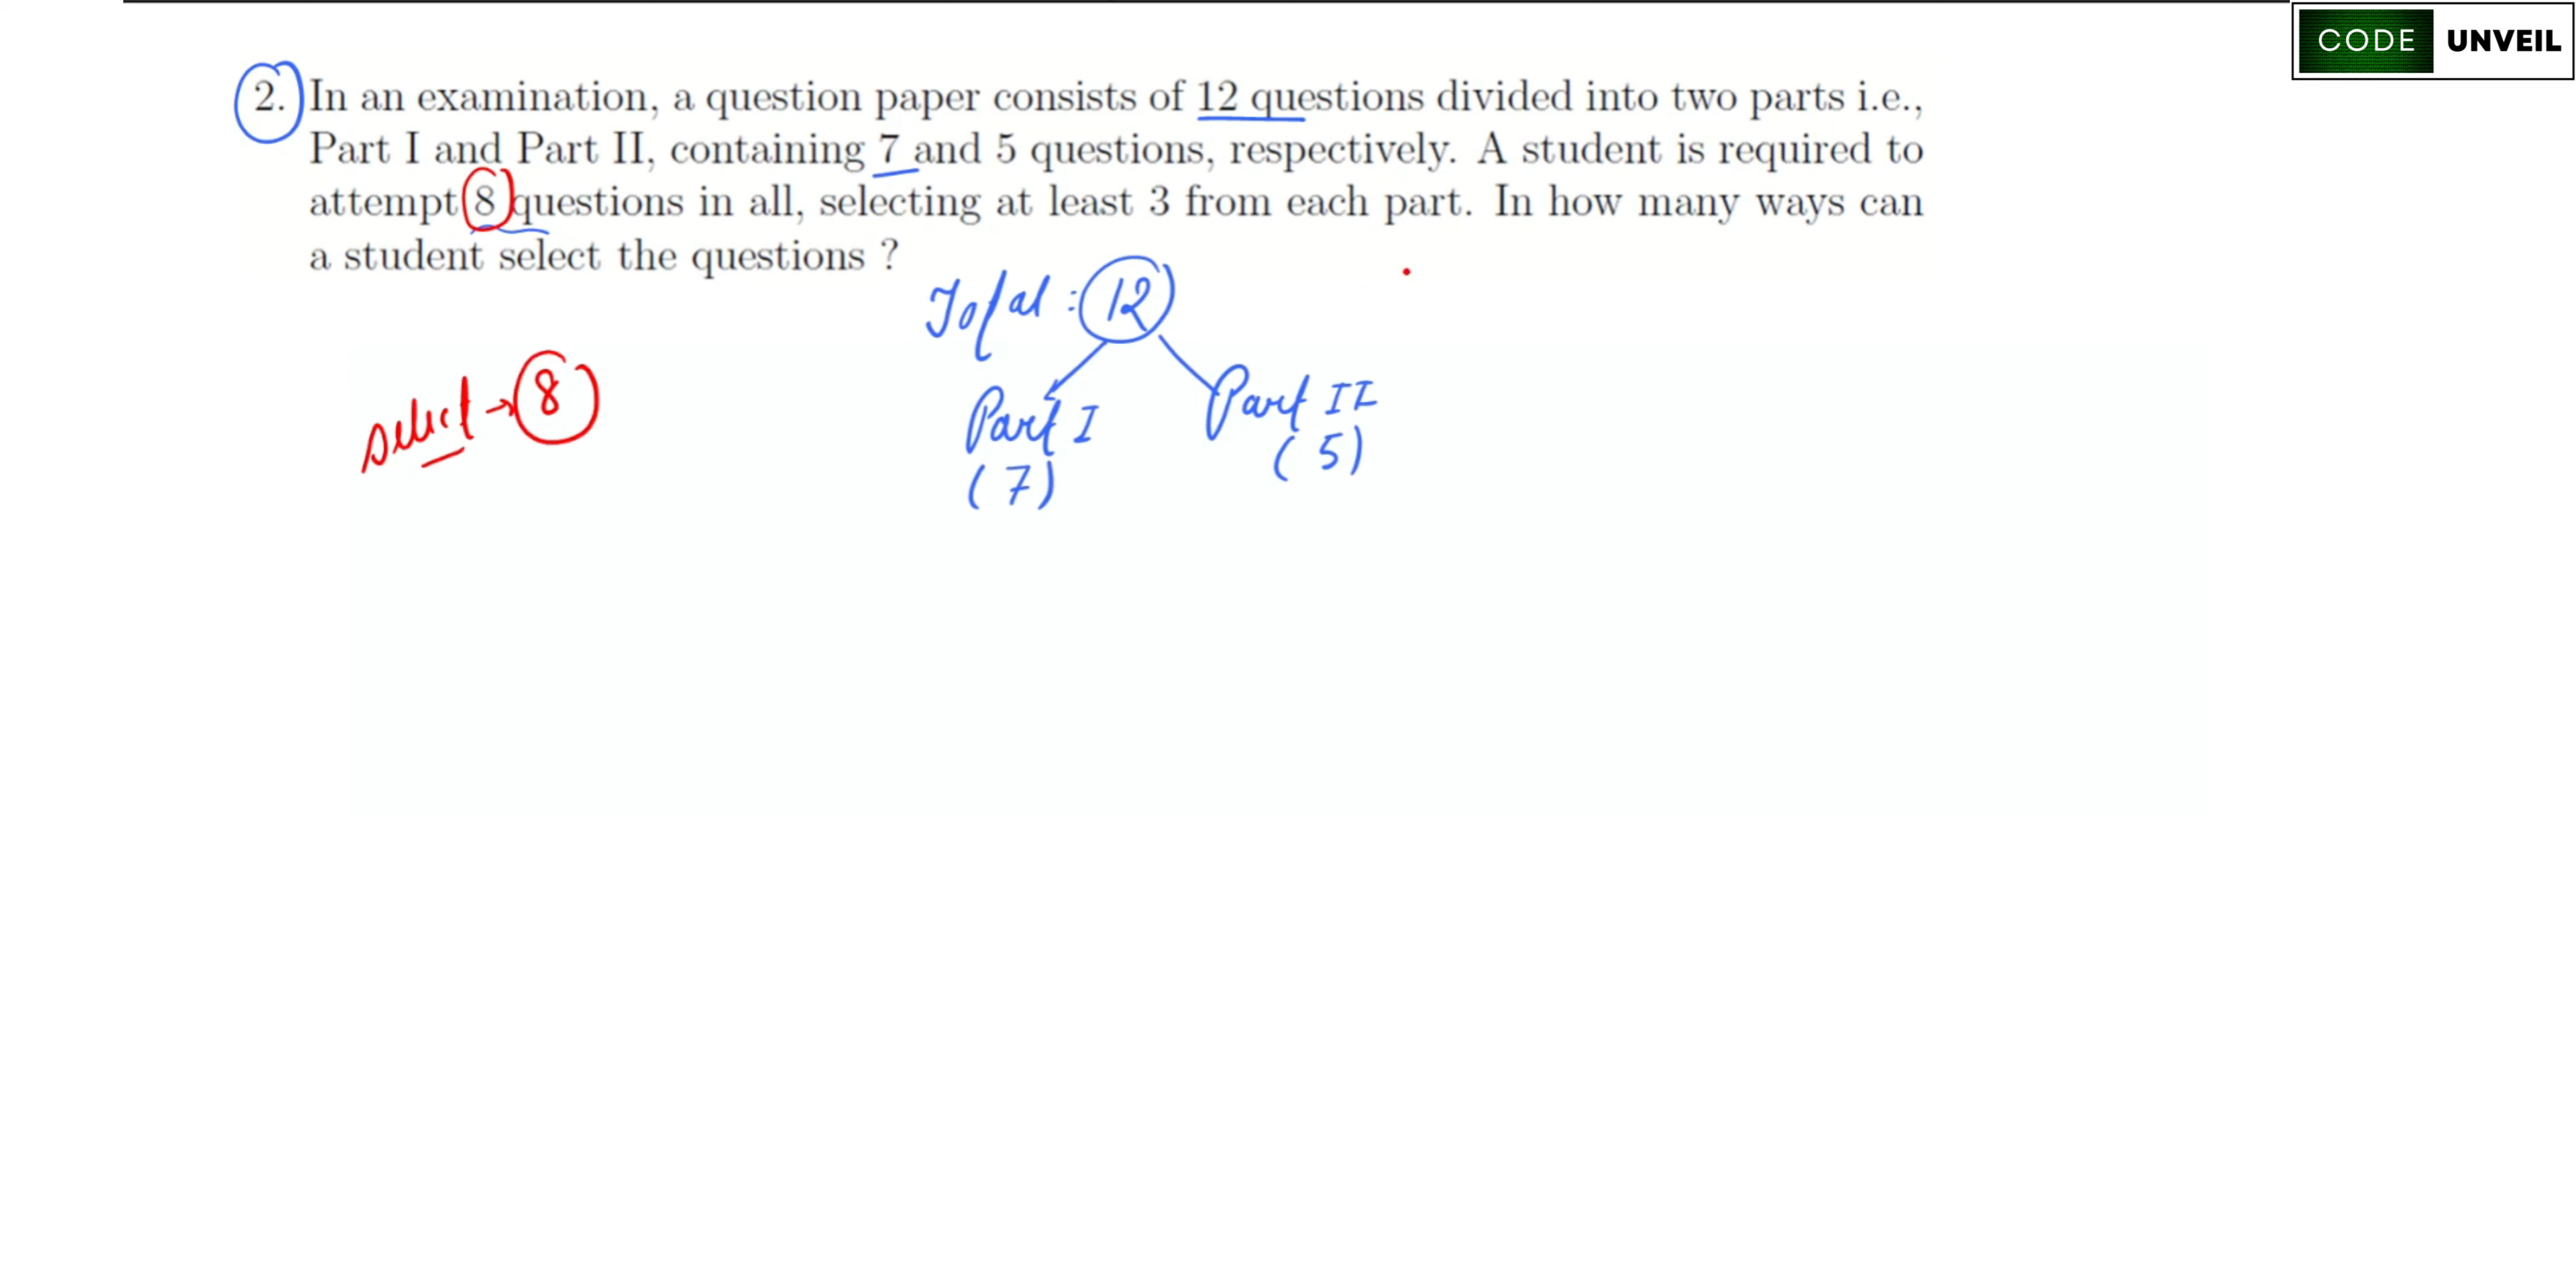 CODE UNVEIL
2. In an examination, a question paper consists of 12 questions divided into two parts i.e.,
Part I and Part II, containing 7 and 5 questions, respectively. A student is required to
attempt 8 questions in all, selecting at least 3 from each part. In how many ways can
a student select the questions ?
Total : 12
select → 8
Part I
Part II
(7)
(5)